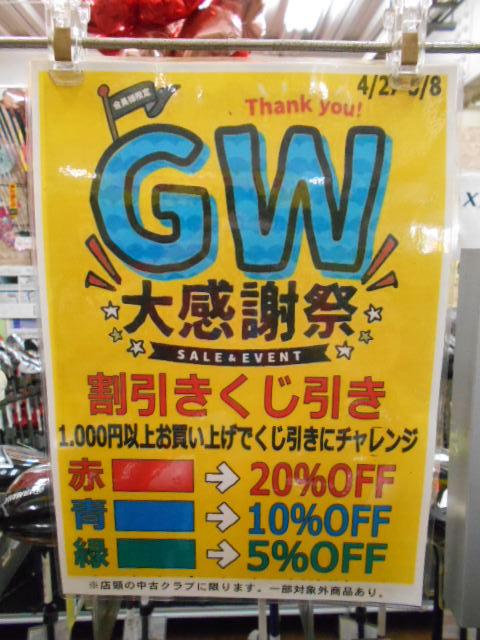 4/27-5/8
会員様限定
Thank you!
GW
大感謝祭
SALE & EVENT
割引きくじ引き
1.000円以上お買い上げでくじ引きにチャレンジ
赤 → 20%OFF
青 → 10%OFF
緑 → 5%OFF
※店頭の中古クラブに限ります。一部対象外商品あり。
X